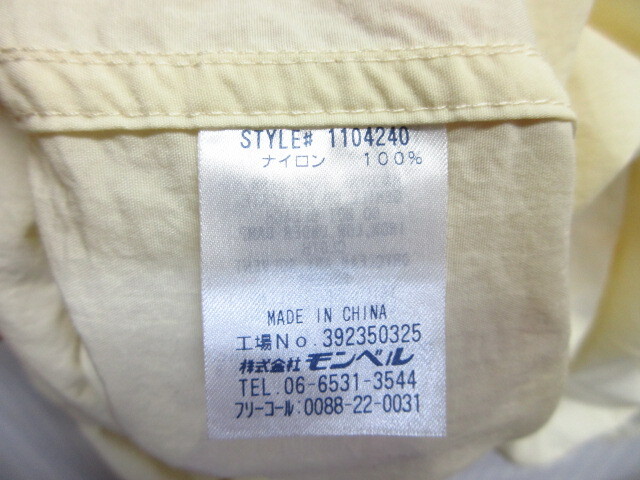 STYLE# 1104240
ナイロン 100%
MADE IN CHINA
工場No.392350325
株式会社モンベル
TEL.06-6531-3544
フリーコール:0088-22-0031